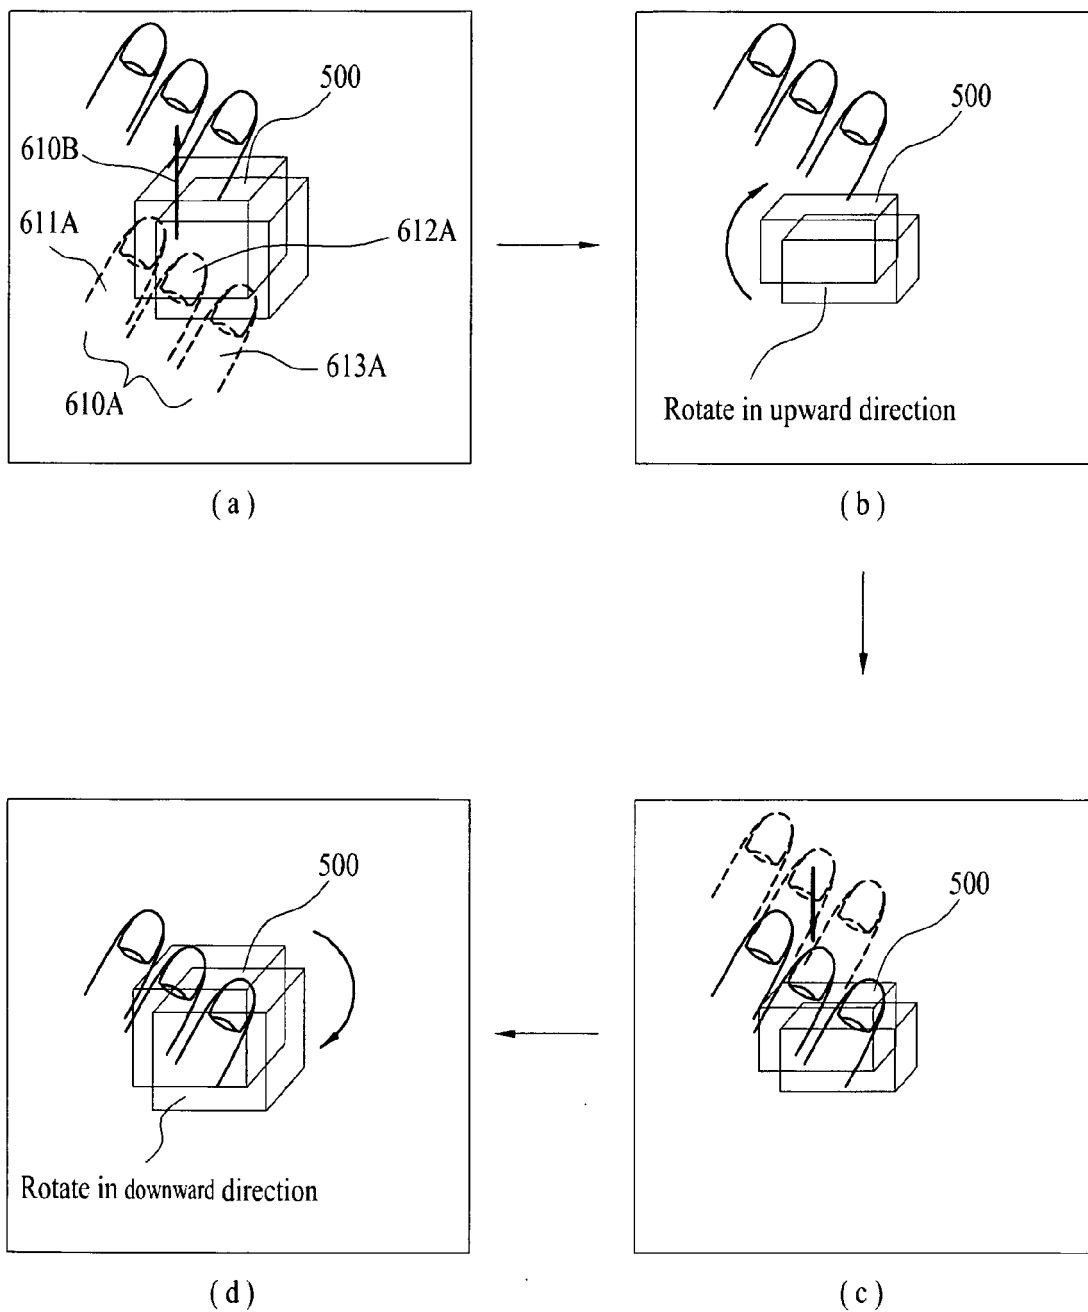 500
610B
611A
612A
613A
610A
(a)
500
Rotate in upward direction
(b)
500
Rotate in downward direction
(d)
500
(c)